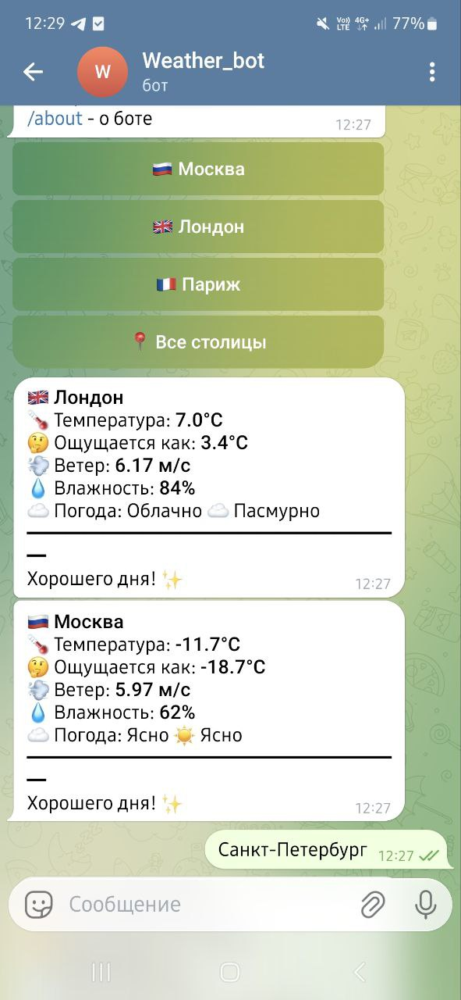 12:29 Vo)) LTE 4G+ 77%
W Weather_bot
бот
/about - о боте 12:27
🇷🇺 Москва
🇬🇧 Лондон
🇫🇷 Париж
📍 Все столицы
🇬🇧 Лондон
🌡️ Температура: 7.0°C
🤔 Ощущается как: 3.4°C
💨 Ветер: 6.17 м/с
💧 Влажность: 84%
☁️ Погода: Облачно ☁️ Пасмурно
Хорошего дня! ✨ 12:27
🇷🇺 Москва
🌡️ Температура: -11.7°C
🤔 Ощущается как: -18.7°C
💨 Ветер: 5.97 м/с
💧 Влажность: 62%
☁️ Погода: Ясно ☀️ Ясно
Хорошего дня! ✨ 12:27
Санкт-Петербург 12:27
Сообщение